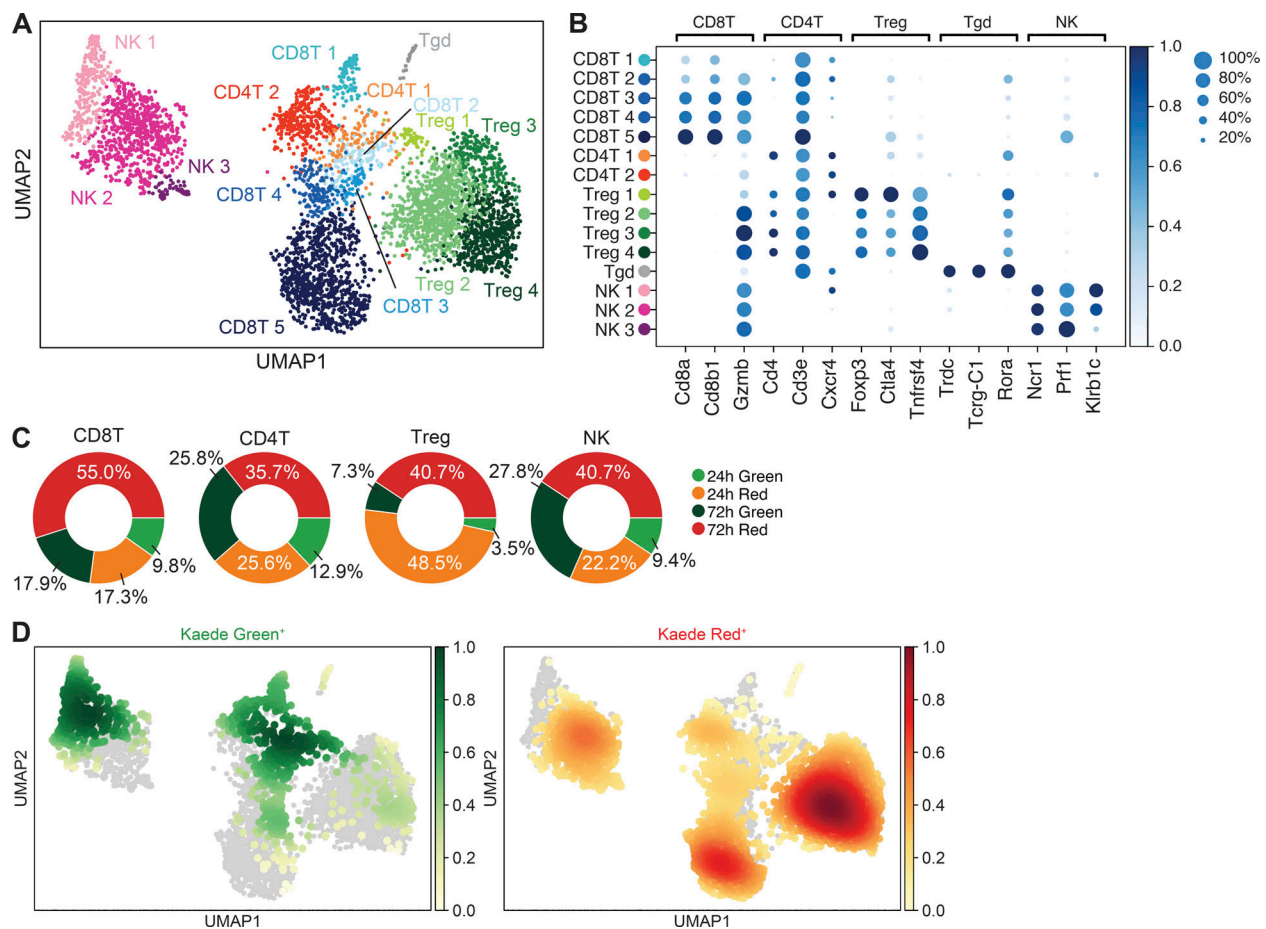 A
NK 1
CD8T 1
Tgd
CD4T 2
CD4T 1
CD8T 2
Treg 1
Treg 3
NK 3
NK 2
CD8T 4
Treg 2
CD8T 3
Treg 4
CD8T 5
UMAP2
UMAP1
B
CD8T CD4T Treg Tgd NK
CD8T 1
CD8T 2
CD8T 3
CD8T 4
CD8T 5
CD4T 1
CD4T 2
Treg 1
Treg 2
Treg 3
Treg 4
Tgd
NK 1
NK 2
NK 3
Cd8a
Cd8b1
Gzmb
Cd4
Cd3e
Cxcr4
Foxp3
Ctla4
Tnfrsf4
Trdc
Tcrg-C1
Rora
Ncr1
Prf1
Klrb1c
1.0
0.8
0.6
0.4
0.2
0.0
100%
80%
60%
40%
20%
C
CD8T
55.0%
17.9%
17.3%
9.8%
CD4T
25.8%
35.7%
25.6%
12.9%
Treg
7.3%
40.7%
48.5%
3.5%
NK
27.8%
40.7%
22.2%
9.4%
24h Green
24h Red
72h Green
72h Red
D
Kaede Green+
UMAP2
UMAP1
1.0
0.8
0.6
0.4
0.2
0.0
Kaede Red+
UMAP2
UMAP1
1.0
0.8
0.6
0.4
0.2
0.0